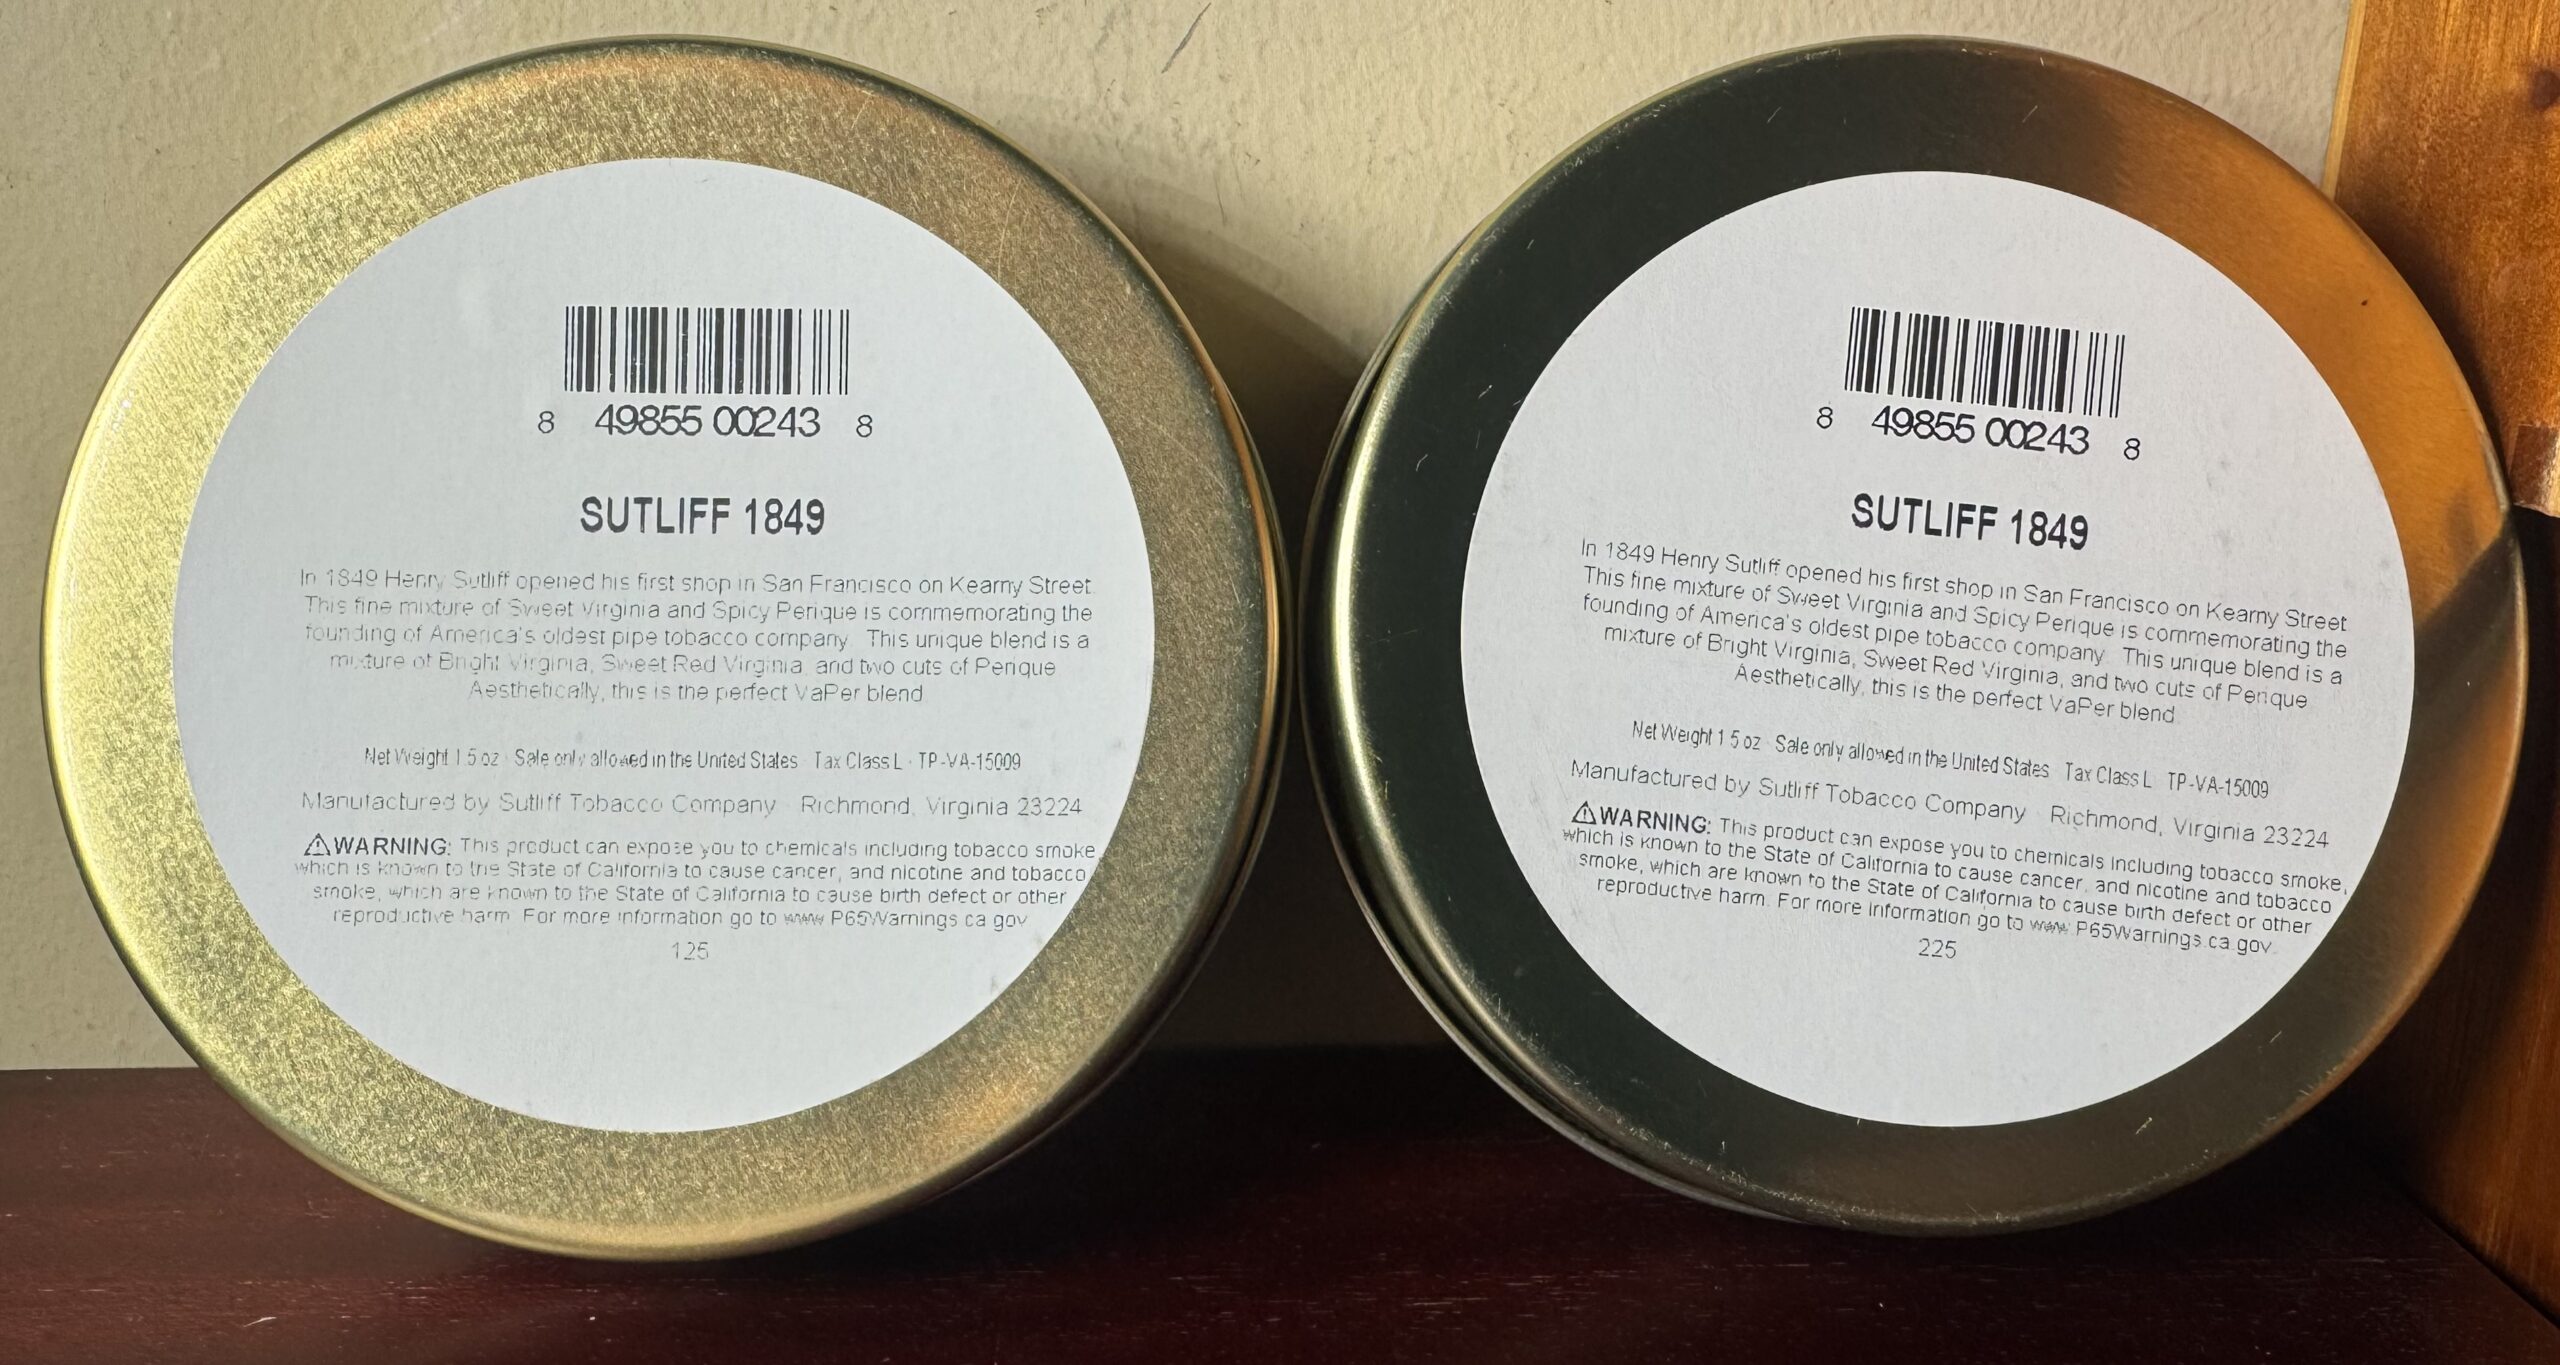 8 49855 00243 8
SUTLIFF 1849
In 1849 Henry Sutliff opened his first shop in San Francisco on Kearny Street.
This fine mixture of Sweet Virginia and Spicy Perique is commemorating the
founding of America's oldest pipe tobacco company. This unique blend is a
mixture of Bright Virginia, Sweet Red Virginia, and two cuts of Perique
Aesthetically, this is the perfect VaPer blend
Net Weight 1.5 oz · Sale only allowed in the United States · Tax Class L · TP-VA-15009
Manufactured by Sutliff Tobacco Company · Richmond, Virginia 23224
⚠WARNING: This product can expose you to chemicals including tobacco smoke,
which is known to the State of California to cause cancer, and nicotine and tobacco
smoke, which are known to the State of California to cause birth defect or other
reproductive harm. For more information go to www.P65Warnings.ca.gov
125
8 49855 00243 8
SUTLIFF 1849
In 1849 Henry Sutliff opened his first shop in San Francisco on Kearny Street
This fine mixture of Sweet Virginia and Spicy Perique is commemorating the
founding of America's oldest pipe tobacco company. This unique blend is a
mixture of Bright Virginia, Sweet Red Virginia, and two cuts of Perique
Aesthetically, this is the perfect VaPer blend
Net Weight 1.5 oz · Sale only allowed in the United States · Tax Class L · TP-VA-15009
Manufactured by Sutliff Tobacco Company · Richmond, Virginia 23224
⚠WARNING: This product can expose you to chemicals including tobacco smoke,
which is known to the State of California to cause cancer, and nicotine and tobacco
smoke, which are known to the State of California to cause birth defect or other
reproductive harm. For more information go to www.P65Warnings.ca.gov
225